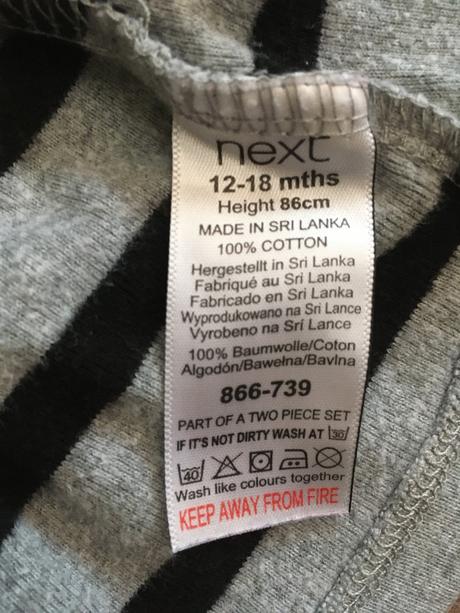 next
12-18 mths
Height 86cm
MADE IN SRI LANKA
100% COTTON
Hergestellt in Sri Lanka
Fabriqué au Sri Lanka
Fabricado en Sri Lanka
Wyprodukowano na Sri Lance
Vyrobeno na Srí Lance
100% Baumwolle/Coton
Algodón/Bawełna/Bavlna
866-739
PART OF A TWO PIECE SET
IF IT'S NOT DIRTY WASH AT 30
40
Wash like colours together
KEEP AWAY FROM FIRE